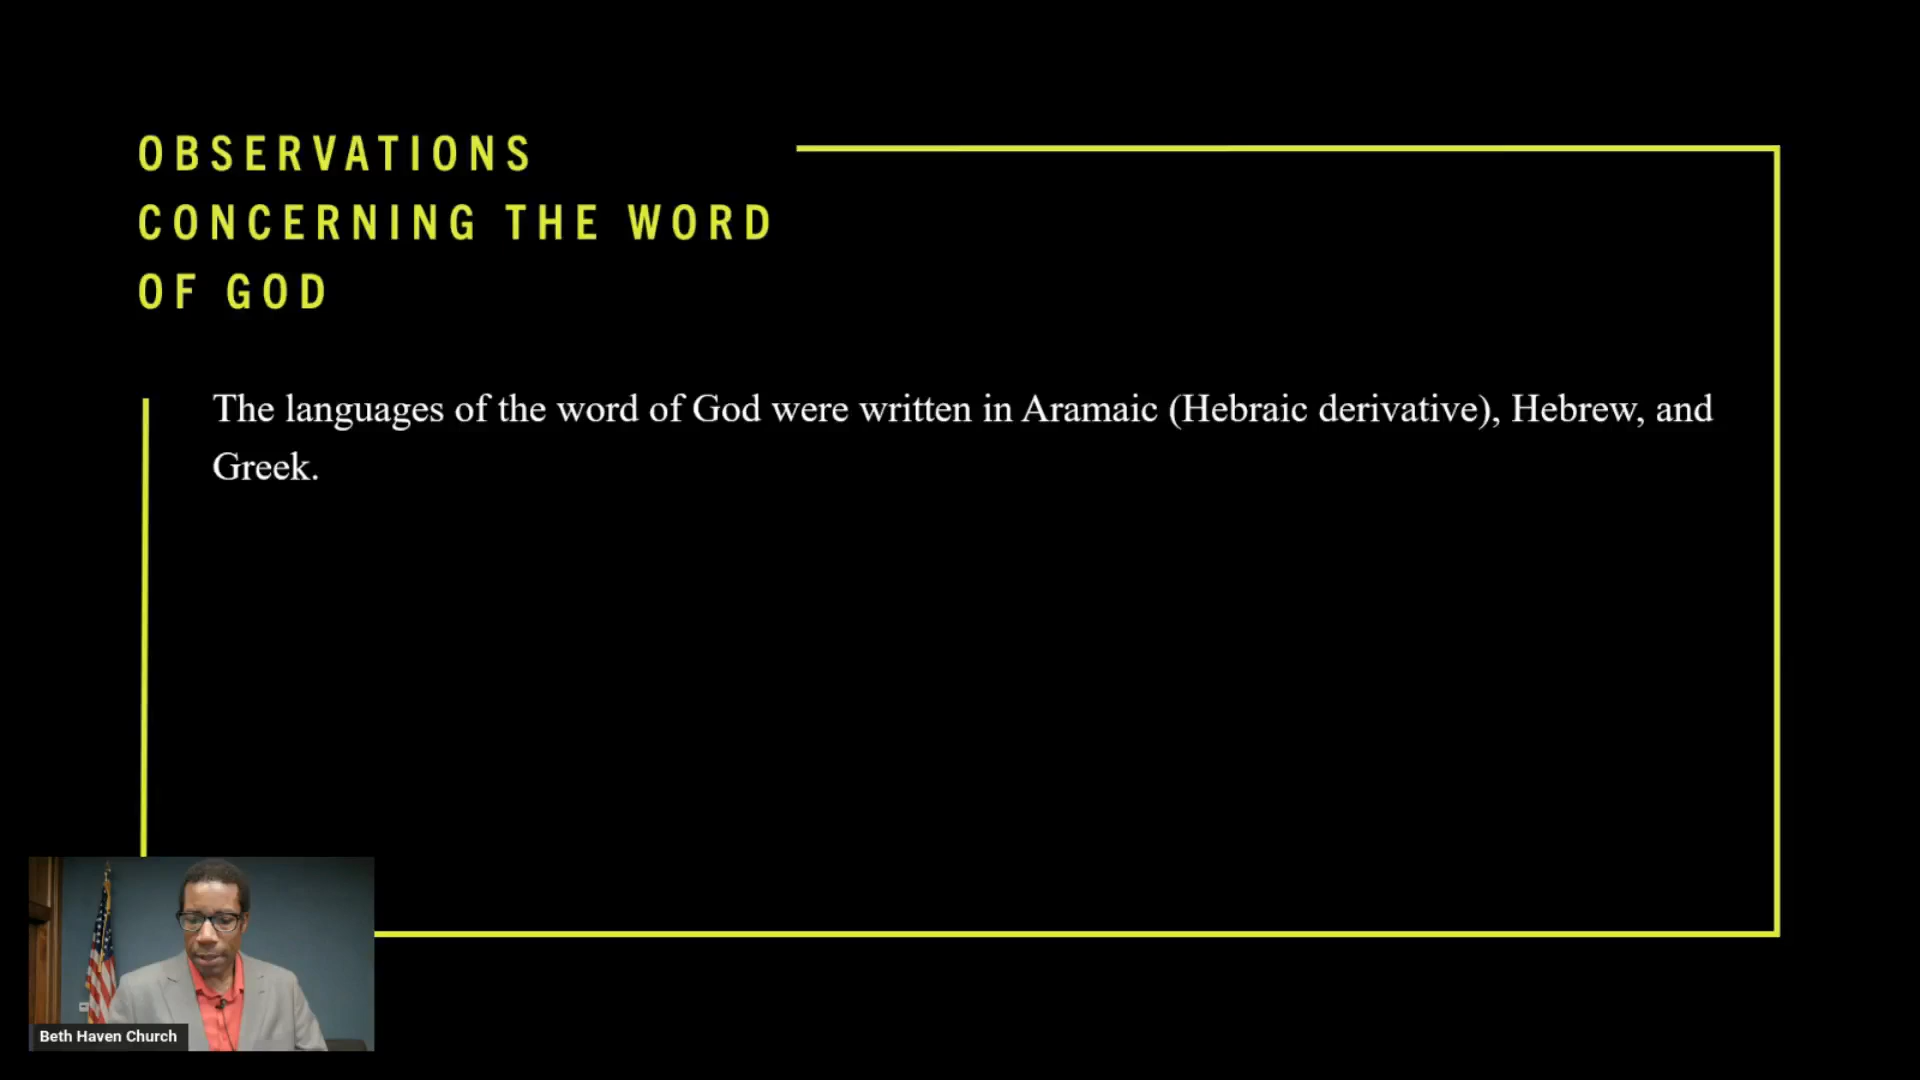 OBSERVATIONS
CONCERNING THE WORD
OF GOD
The languages of the word of God were written in Aramaic (Hebraic derivative), Hebrew, and
Greek.
Beth Haven Church